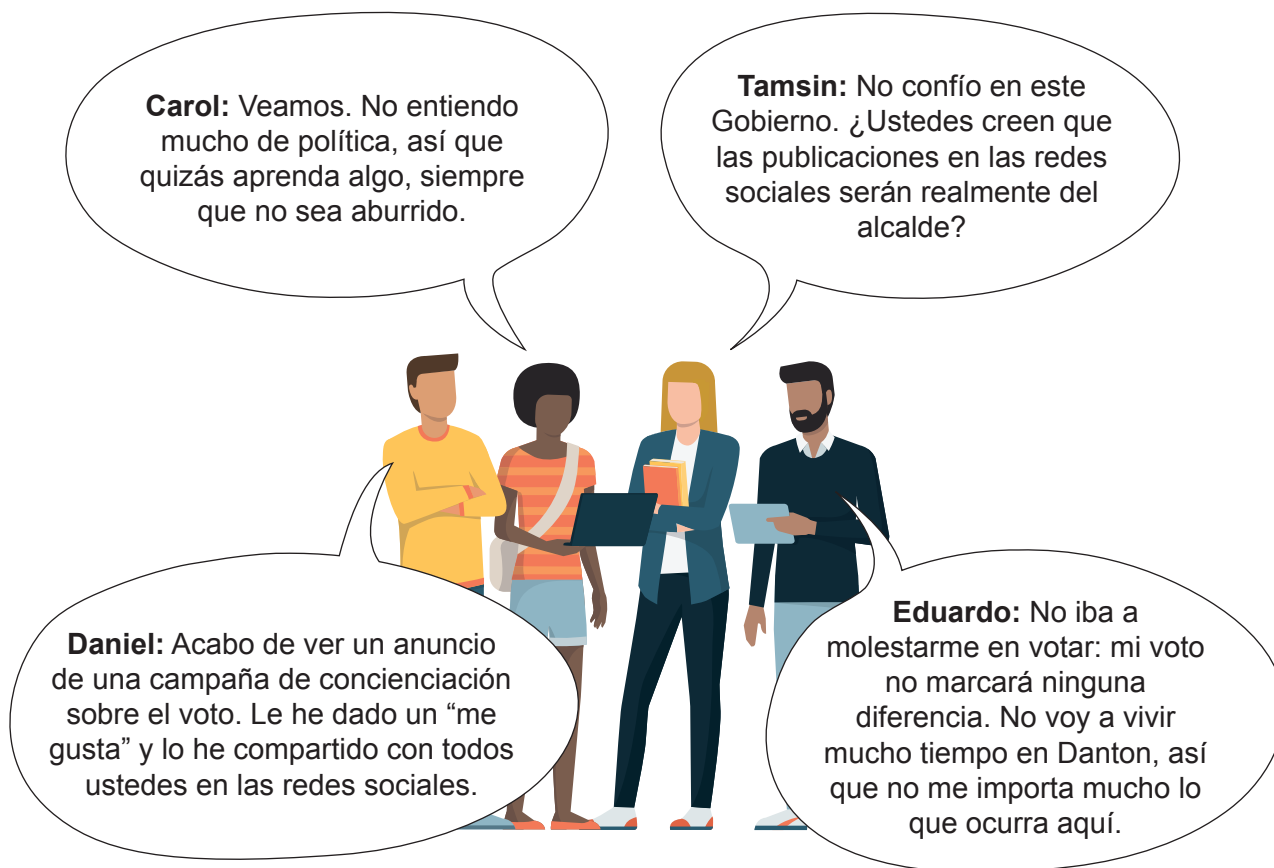 Carol: Veamos. No entiendo
mucho de política, así que
quizás aprenda algo, siempre
que no sea aburrido.
Tamsin: No confío en este
Gobierno. ¿Ustedes creen que
las publicaciones en las redes
sociales serán realmente del
alcalde?
Daniel: Acabo de ver un anuncio
de una campaña de concienciación
sobre el voto. Le he dado un “me
gusta” y lo he compartido con todos
ustedes en las redes sociales.
Eduardo: No iba a
molestarme en votar: mi voto
no marcará ninguna
diferencia. No voy a vivir
mucho tiempo en Danton, así
que no me importa mucho lo
que ocurra aquí.